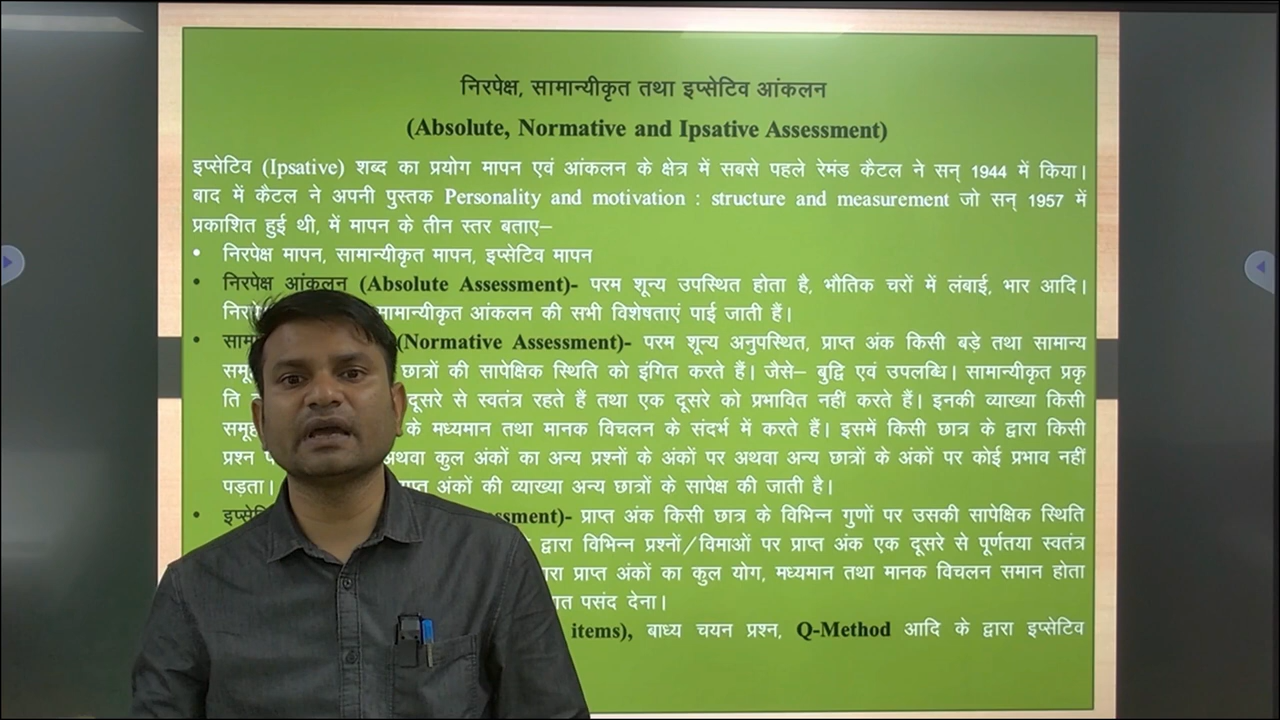 निरपेक्ष, सामान्यीकृत तथा इप्सेटिव आंकलन
(Absolute, Normative and Ipsative Assessment)
इप्सेटिव (Ipsative) शब्द का प्रयोग मापन एवं आंकलन के क्षेत्र में सबसे पहले रेमंड कैटल ने सन् 1944 में किया।
बाद में कैटल ने अपनी पुस्तक Personality and motivation : structure and measurement जो सन् 1957 में
प्रकाशित हुई थी, में मापन के तीन स्तर बताए–
• निरपेक्ष मापन, सामान्यीकृत मापन, इप्सेटिव मापन
• निरपेक्ष आंकलन (Absolute Assessment)- परम शून्य उपस्थित होता है, भौतिक चरों में लंबाई, भार आदि।
सामान्यीकृत आंकलन की सभी विशेषताएं पाई जाती हैं।
• (Normative Assessment)- परम शून्य अनुपस्थित, प्राप्त अंक किसी बड़े तथा सामान्य
छात्रों की सापेक्षिक स्थिति को इंगित करते हैं। जैसे– बुद्वि एवं उपलब्धि। सामान्यीकृत प्रकृ
ति दूसरे से स्वतंत्र रहते हैं तथा एक दूसरे को प्रभावित नहीं करते हैं। इनकी व्याख्या किसी
के मध्यमान तथा मानक विचलन के संदर्भ में करते हैं। इसमें किसी छात्र के द्वारा किसी
प्रश्न अथवा कुल अंकों का अन्य प्रश्नों के अंकों पर अथवा अन्य छात्रों के अंकों पर कोई प्रभाव नहीं
पड़ता। अंकों की व्याख्या अन्य छात्रों के सापेक्ष की जाती है।
• प्राप्त अंक किसी छात्र के विभिन्न गुणों पर उसकी सापेक्षिक स्थिति
द्वारा विभिन्न प्रश्नों/विमाओं पर प्राप्त अंक एक दूसरे से पूर्णतया स्वतंत्र
प्राप्त अंकों का कुल योग, मध्यमान तथा मानक विचलन समान होता
पसंद देना।
items), बाध्य चयन प्रश्न, Q-Method आदि के द्वारा इप्सेटिव